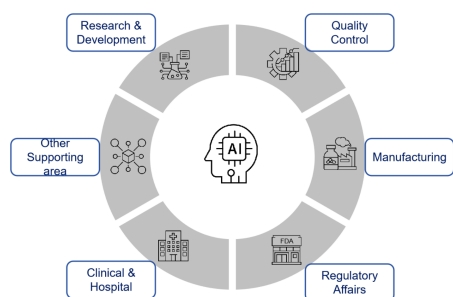 Research &
Development
Quality
Control
Other
Supporting
area
AI
Manufacturing
FDA
Clinical &
Hospital
Regulatory
Affairs